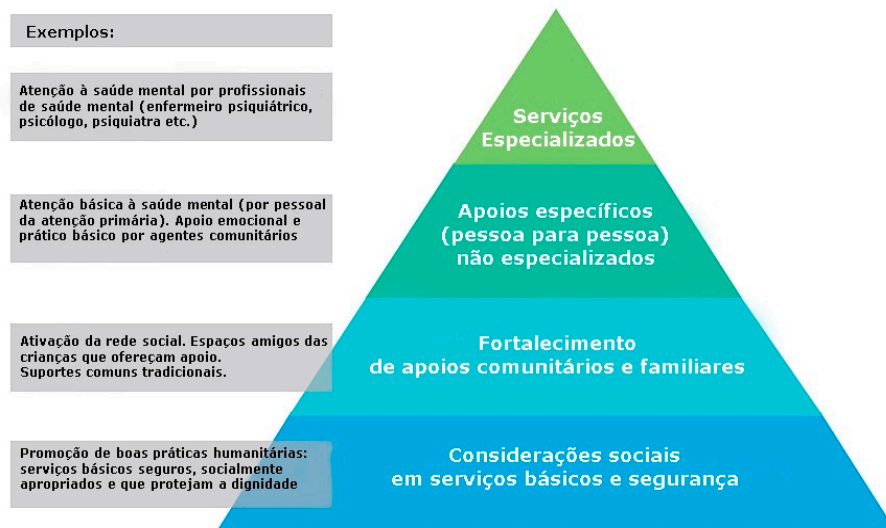 Exemplos:
Atenção à saúde mental por profissionais
de saúde mental (enfermeiro psiquiátrico,
psicólogo, psiquiatra etc.)
Serviços
Especializados
Atenção básica à saúde mental (por pessoal
da atenção primária). Apoio emocional e
prático básico por agentes comunitários
Apoios específicos
(pessoa para pessoa)
não especializados
Ativação da rede social. Espaços amigos das
crianças que ofereçam apoio.
Suportes comuns tradicionais.
Fortalecimento
de apoios comunitários e familiares
Promoção de boas práticas humanitárias:
serviços básicos seguros, socialmente
apropriados e que protejam a dignidade
Considerações sociais
em serviços básicos e segurança